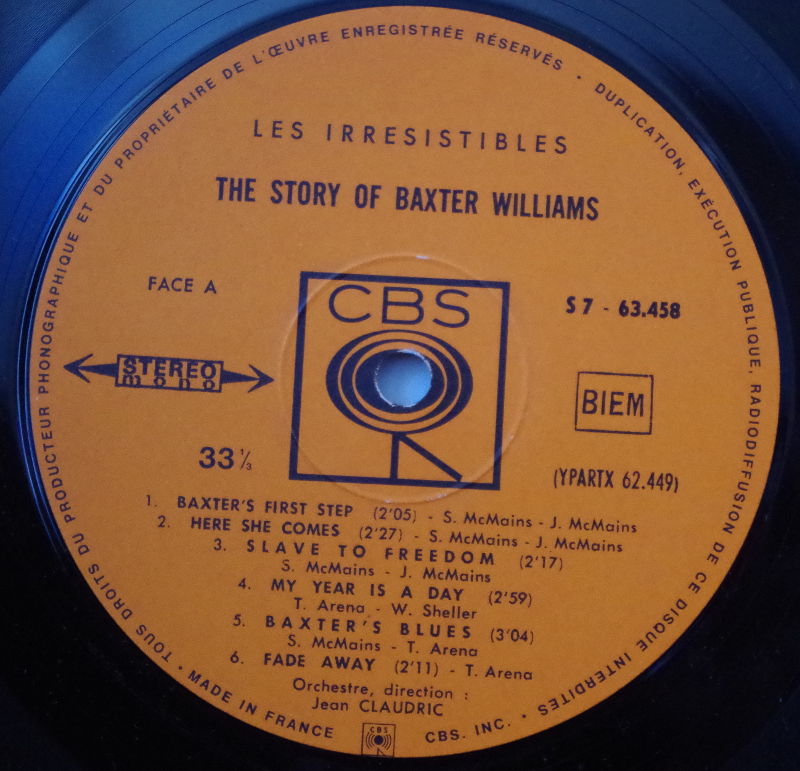 TOUS DROITS DU PRODUCTEUR PHONOGRAPHIQUE ET DU PROPRIÉTAIRE DE L'ŒUVRE ENREGISTRÉE RÉSERVÉS • DUPLICATION, EXÉCUTION PUBLIQUE, RADIODIFFUSION DE CE DISQUE INTERDITES •
LES IRRESISTIBLES
THE STORY OF BAXTER WILLIAMS
FACE A
CBS
S 7 - 63.458
STEREO
mono
BIEM
33 1/3
(YPARTX 62.449)
1. BAXTER'S FIRST STEP (2'05) - S. McMains - J. McMains
2. HERE SHE COMES (2'27) - S. McMains - J. McMains
3. SLAVE TO FREEDOM (2'17)
S. McMains - J. McMains
4. MY YEAR IS A DAY (2'59)
T. Arena - W. Sheller
5. BAXTER'S BLUES (3'04)
S. McMains - T. Arena
6. FADE AWAY (2'11) - T. Arena
Orchestre, direction :
Jean CLAUDRIC
• MADE IN FRANCE
CBS
CBS. INC.